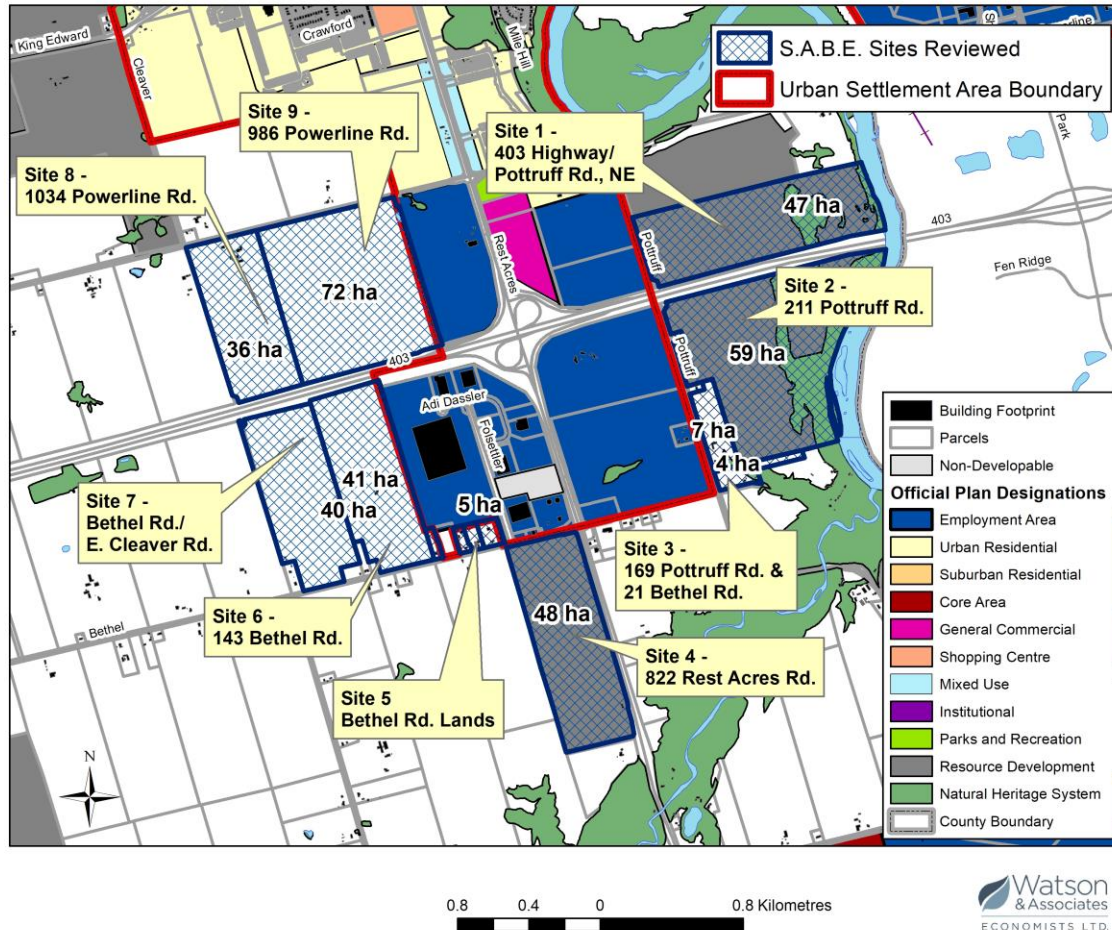 King Edward
Crawford
Mile Hill
Cleaver
S.A.B.E. Sites Reviewed
Urban Settlement Area Boundary
Park
Site 9 -
986 Powerline Rd.
Site 1 -
403 Highway/
Pottruff Rd., NE
Site 8 -
1034 Powerline Rd.
47 ha
403
Rest Acres
Pottruff
Fen Ridge
72 ha
Site 2 -
211 Pottruff Rd.
36 ha
403
Pottruff
59 ha
Adi Dassler
Folsettler
7 ha
4 ha
41 ha
40 ha
5 ha
Site 7 -
Bethel Rd./
E. Cleaver Rd.
Site 3 -
169 Pottruff Rd. &
21 Bethel Rd.
Bethel
Site 6 -
143 Bethel Rd.
48 ha
Site 4 -
822 Rest Acres Rd.
Site 5
Bethel Rd. Lands
N
Building Footprint
Parcels
Non-Developable
Official Plan Designations
Employment Area
Urban Residential
Suburban Residential
Core Area
General Commercial
Shopping Centre
Mixed Use
Institutional
Parks and Recreation
Resource Development
Natural Heritage System
County Boundary
0.8 0.4 0 0.8 Kilometres
Watson
& Associates
ECONOMISTS LTD.